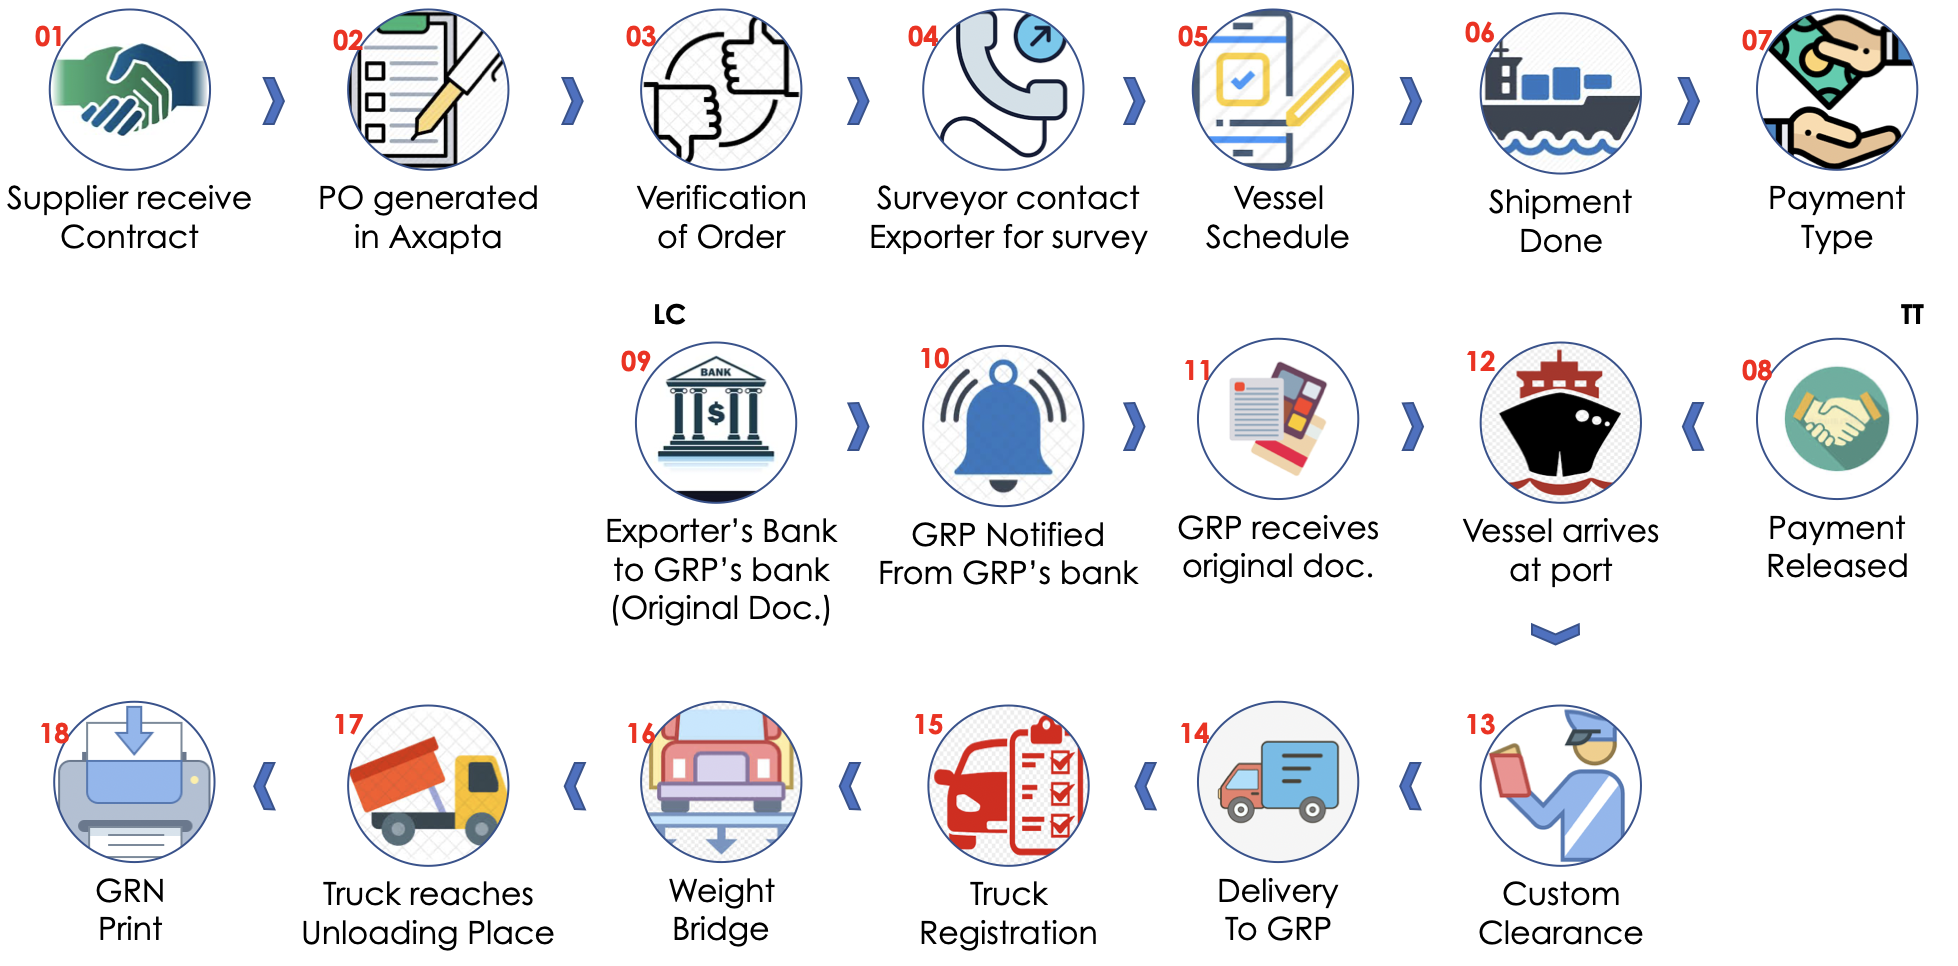 01
Supplier receive
Contract
02
PO generated
in Axapta
03
Verification
of Order
04
Surveyor contact
Exporter for survey
05
Vessel
Schedule
06
Shipment
Done
07
Payment
Type
LC
TT
09
BANK
$
Exporter's Bank
to GRP's bank
(Original Doc.)
10
GRP Notified
From GRP's bank
11
GRP receives
original doc.
12
Vessel arrives
at port
08
Payment
Released
18
GRN
Print
17
Truck reaches
Unloading Place
16
Weight
Bridge
15
Truck
Registration
14
Delivery
To GRP
13
Custom
Clearance